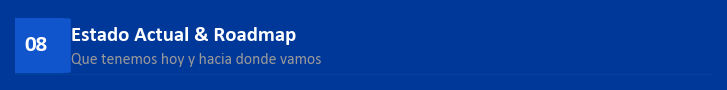 08
Estado Actual & Roadmap
Que tenemos hoy y hacia donde vamos